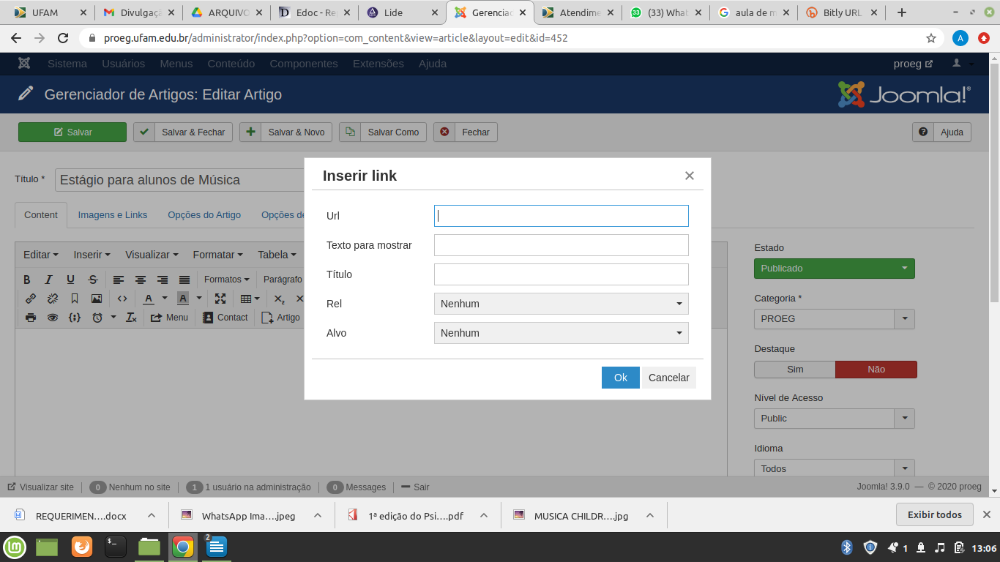 UFAM
Divulgaç
ARQUIVO
Edoc - Re
Lide
Gerenciad
Atendime
(33) What
aula de m
Bitly URL
proeg.ufam.edu.br/administrator/index.php?option=com_content&view=article&layout=edit&id=452
A
Sistema Usuários Menus Conteúdo Componentes Extensões Ajuda
proeg
Gerenciador de Artigos: Editar Artigo
Joomla!®
Salvar
Salvar & Fechar
Salvar & Novo
Salvar Como
Fechar
Ajuda
Título *
Estágio para alunos de Música
Content
Imagens e Links
Opções do Artigo
Opções de
Editar Inserir Visualizar Formatar Tabela
B I U S Formatos Parágrafo
A A
Menu Contact Artigo
Inserir link
Url
Texto para mostrar
Título
Rel Nenhum
Alvo Nenhum
Ok Cancelar
Estado
Publicado
Categoria *
PROEG
Destaque
Sim Não
Nível de Acesso
Public
Idioma
Todos
Visualizar site
0 Nenhum no site
1 1 usuário na administração
0 Messages
Sair
Joomla! 3.9.0 — © 2020 proeg
REQUERIMEN....docx
WhatsApp Ima....jpeg
1ª edição do Psi....pdf
MUSICA CHILDR....jpg
Exibir todos
2
1
13:06